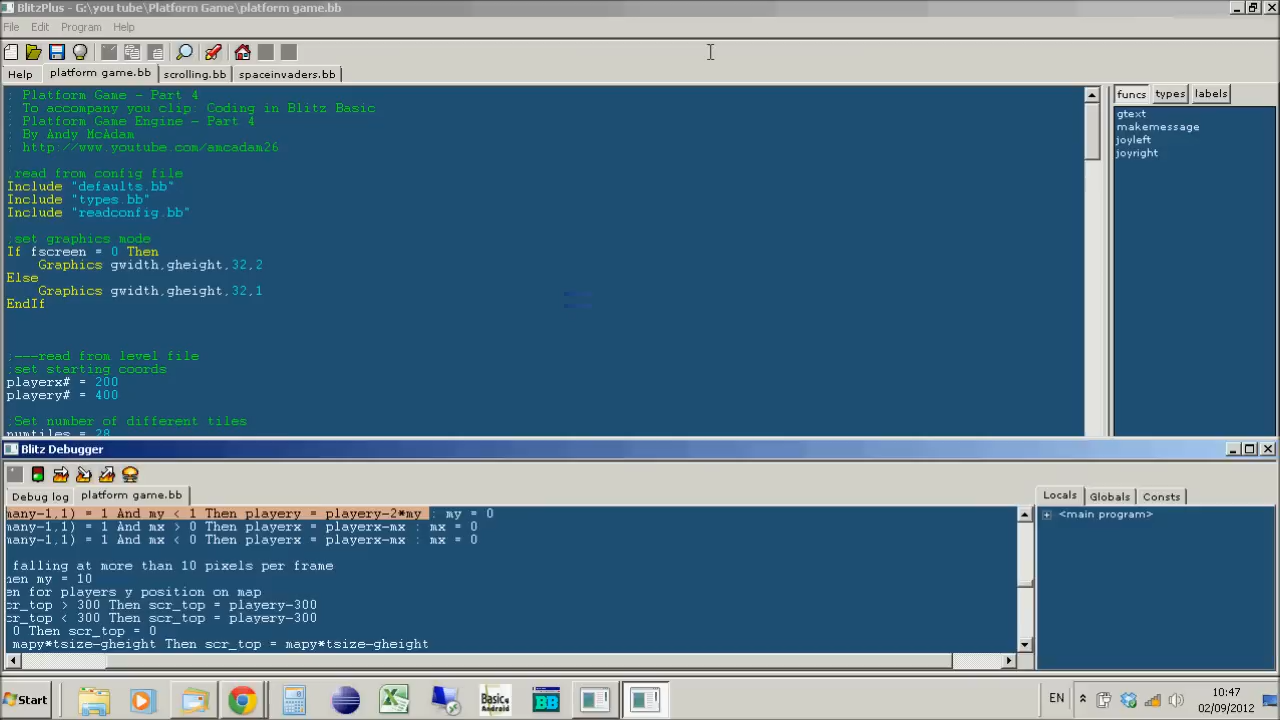 BlitzPlus - G:\you tube\Platform Game\platform game.bb
File Edit Program Help
Help platform game.bb scrolling.bb spaceinvaders.bb
funcs types labels
; Platform Game - Part 4
; To accompany you clip: Coding in Blitz Basic
; Platform Game Engine - Part 4
; By Andy McAdam
; http://www.youtube.com/amcadam26
gtext
makemessage
joyleft
joyright
;read from config file
Include "defaults.bb"
Include "types.bb"
Include "readconfig.bb"
;set graphics mode
If fscreen = 0 Then
Graphics gwidth,gheight,32,2
Else
Graphics gwidth,gheight,32,1
EndIf
;---read from level file
;set starting coords
playerx# = 200
playery# = 400
;Set number of different tiles
numtiles = 28
Blitz Debugger
Debug log platform game.bb
Locals Globals Consts
<main program>
many-1,1) = 1 And my < 1 Then playery = playery-2*my : my = 0
many-1,1) = 1 And mx > 0 Then playerx = playerx-mx : mx = 0
many-1,1) = 1 And mx < 0 Then playerx = playerx-mx : mx = 0
falling at more than 10 pixels per frame
hen my = 10
en for players y position on map
cr_top > 300 Then scr_top = playery-300
cr_top < 300 Then scr_top = playery-300
0 Then scr_top = 0
mapy*tsize-gheight Then scr_top = mapy*tsize-gheight
Start
Basic
Android
BB
EN
10:47
02/09/2012